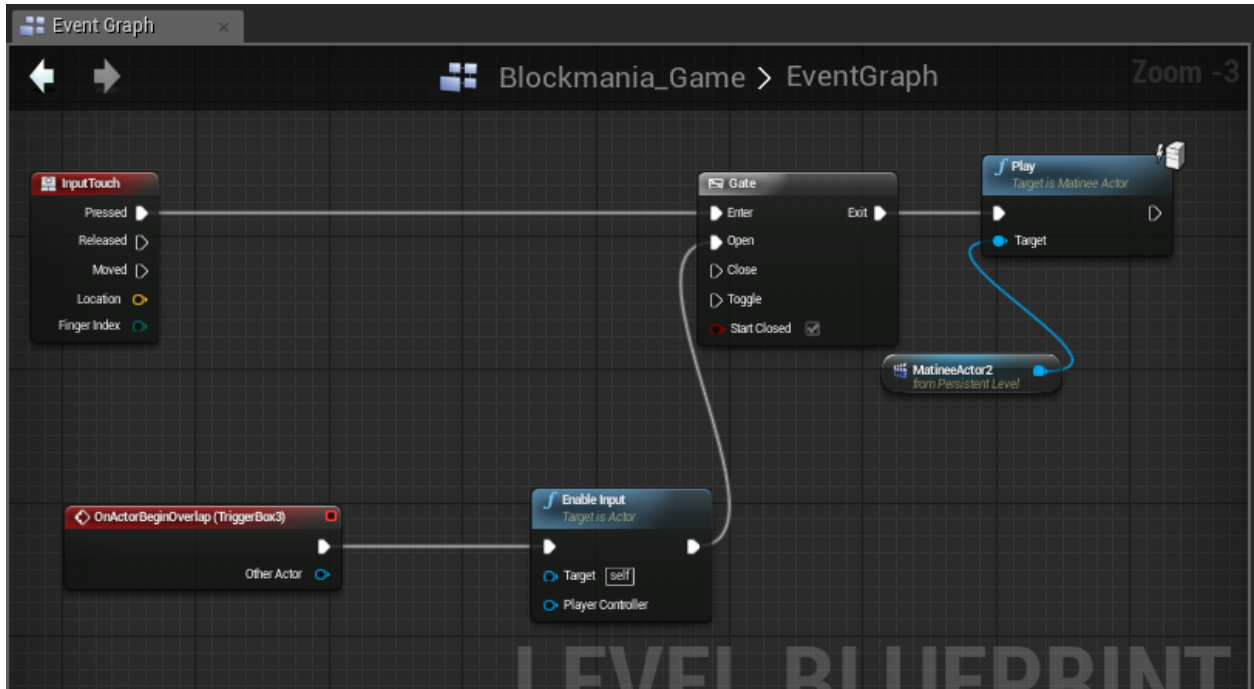 Event Graph
Blockmania_Game > EventGraph
Zoom -3
InputTouch
Pressed
Released
Moved
Location
Finger Index
Gate
Enter
Exit
Open
Close
Toggle
Start Closed
Play
Target is Matinee Actor
Target
MatineeActor2
from Persistent Level
OnActorBeginOverlap (TriggerBox3)
Other Actor
Enable Input
Target is Actor
Target self
Player Controller
LEVEL BLUEPRINT